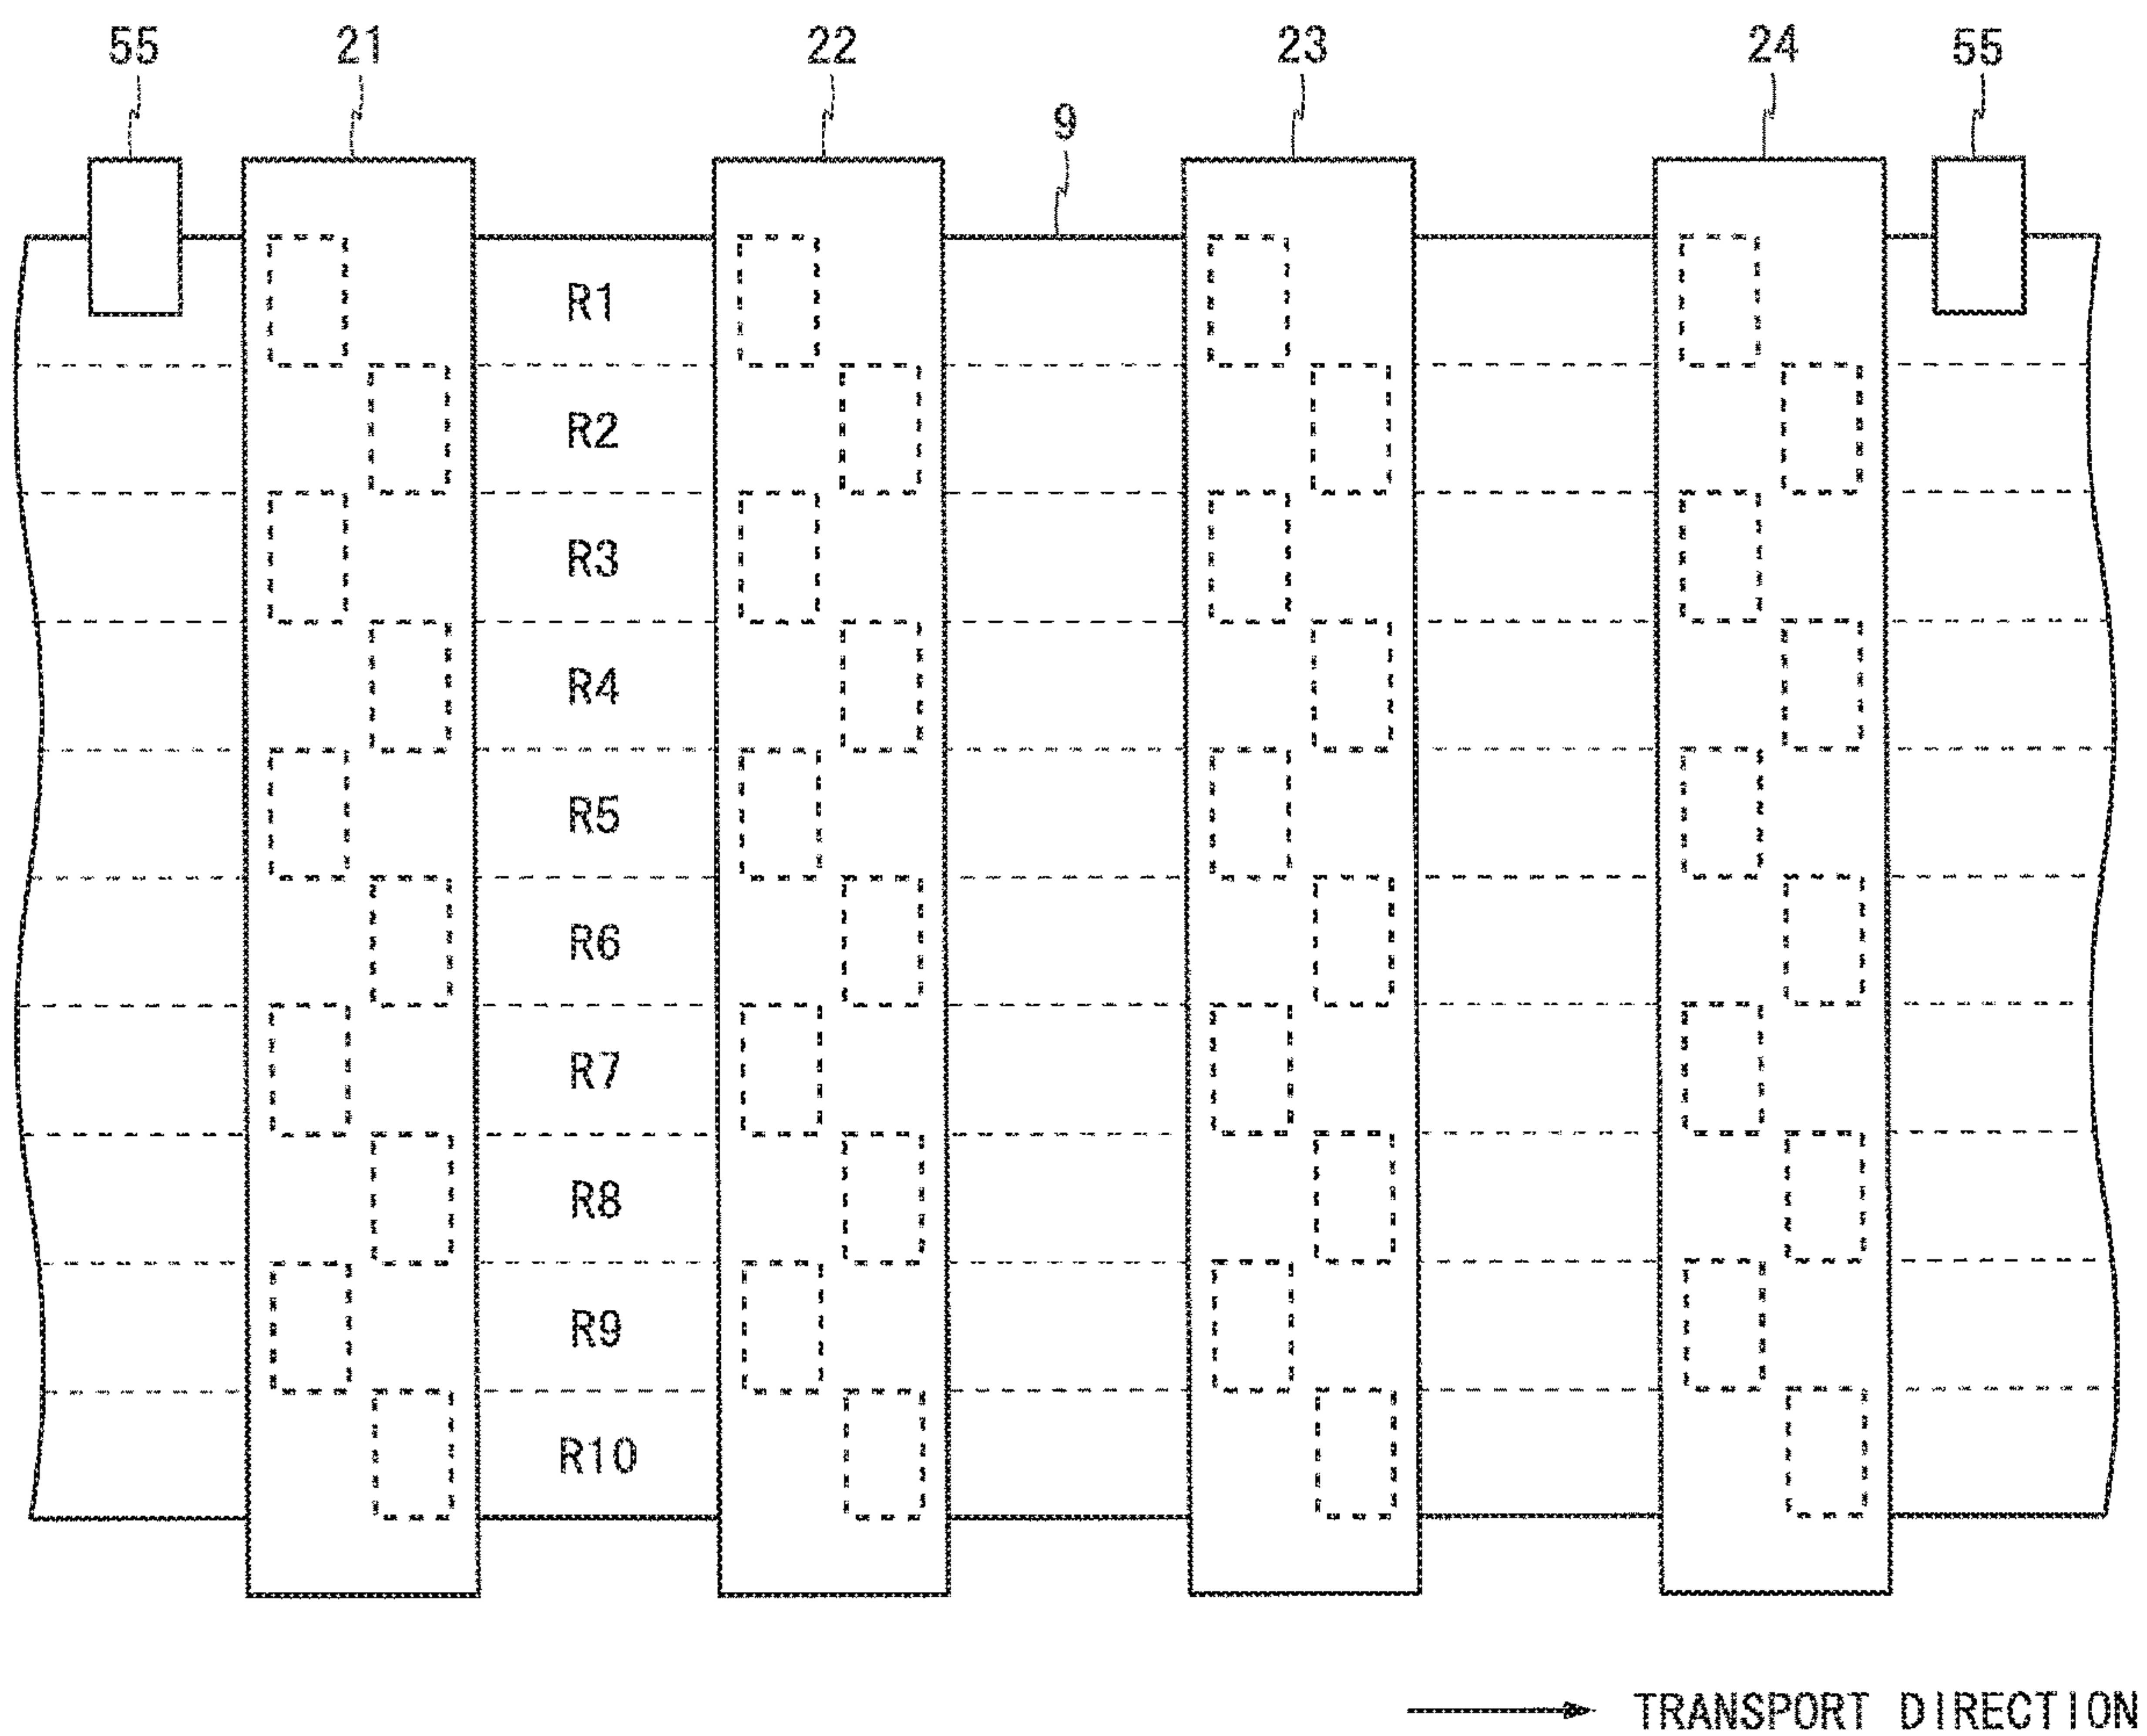 55 21 22 23 24 55
9
R1
R2
R3
R4
R5
R6
R7
R8
R9
R10
TRANSPORT DIRECTION